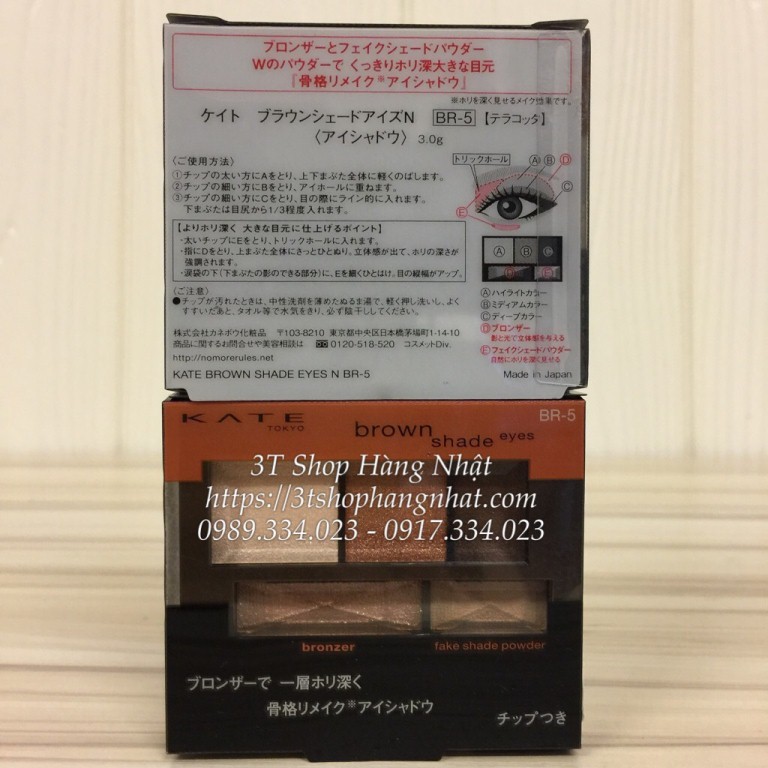 ブロンザーとフェイクシェードパウダー
Wのパウダーで くっきりホリ深大きな目元
『骨格リメイク※アイシャドウ』
※ホリを深く見せるメイク効果です。
ケイト ブラウンシェードアイズN BR-5 【テラコッタ】
〈アイシャドウ〉 3.0g
〈ご使用方法〉
①チップの太い方にAをとり、上下まぶた全体に軽くのばします。
②チップの細い方にBをとり、アイホールに重ねます。
③チップの細い方にCをとり、目の際にライン的に入れます。
下まぶたは目尻から1/3程度入れます。
トリックホール Ⓐ Ⓑ Ⓓ
Ⓒ
Ⓔ
【よりホリ深く 大きな目元に仕上げるポイント】
・太いチップにEをとり、トリックホールに入れます。
・指にDをとり、上まぶた全体にさっとひとぬり。立体感が出て、ホリの深さが
強調されます。
・涙袋の下(下まぶたの影のできる部分)に、Eを細くひとはけ。目の縦幅がアップ。
A B C
D E
Ⓐハイライトカラー
Ⓑミディアムカラー
Ⓒディープカラー
Ⓓブロンザー
影と光で立体感を与える
Ⓔフェイクシェードパウダー
自然にホリを深く見せる
〈ご注意〉
●チップが汚れたときは、中性洗剤を薄めたぬるま湯で、軽く押し洗いし、よく
すすいだあと、タオル等で水気をきり、必ず陰干ししてください。
株式会社カネボウ化粧品 〒103-8210 東京都中央区日本橋茅場町1-14-10
商品に関するお問合せや美容相談は 0120-518-520 コスメットDiv.
http://nomorerules.net
KATE BROWN SHADE EYES N BR-5 Made in Japan
KATE
TOKYO
brown shade eyes
BR-5
3T Shop Hàng Nhật
https://3tshophangnhat.com
0989.334.023 - 0917.334.023
bronzer fake shade powder
ブロンザーで 一層ホリ深く
骨格リメイク※アイシャドウ
チップつき